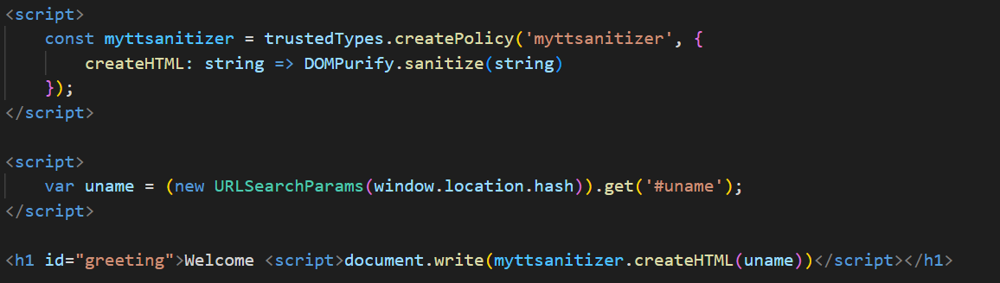 <script>
const myttsanitizer = trustedTypes.createPolicy('myttsanitizer', {
createHTML: string => DOMPurify.sanitize(string)
});
</script>
<script>
var uname = (new URLSearchParams(window.location.hash)).get('#uname');
</script>
<h1 id="greeting">Welcome <script>document.write(myttsanitizer.createHTML(uname))</script></h1>